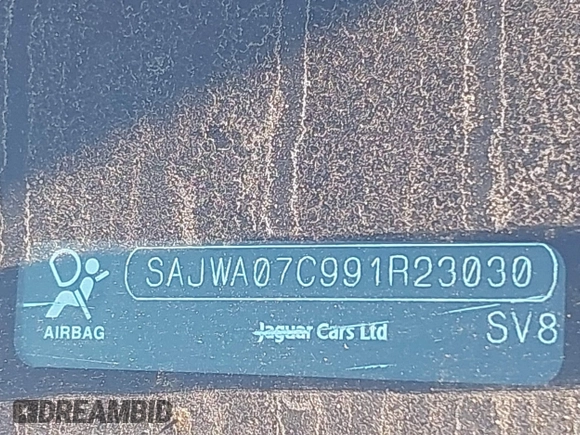 SAJWA07C991R23030
AIRBAG
Jaguar Cars Ltd
SV8
DREAMBID